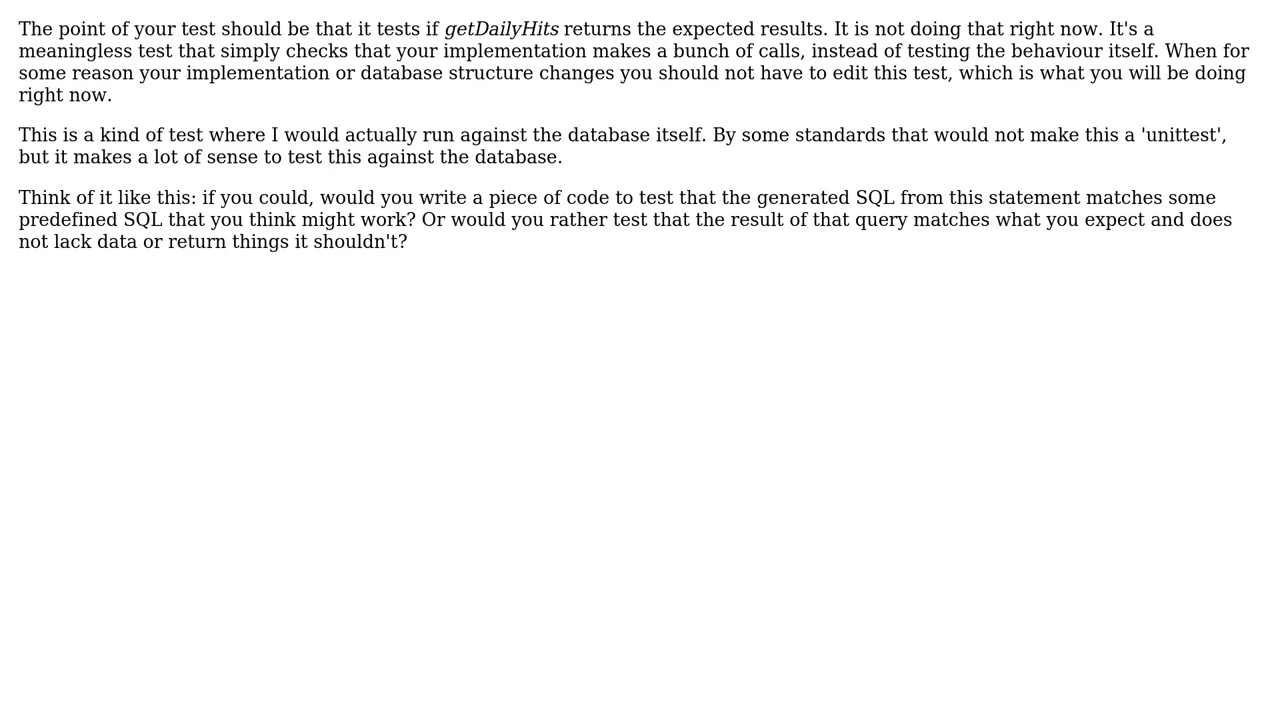 The point of your test should be that it tests if getDailyHits returns the expected results. It is not doing that right now. It's a
meaningless test that simply checks that your implementation makes a bunch of calls, instead of testing the behaviour itself. When for
some reason your implementation or database structure changes you should not have to edit this test, which is what you will be doing
right now.
This is a kind of test where I would actually run against the database itself. By some standards that would not make this a 'unittest',
but it makes a lot of sense to test this against the database.
Think of it like this: if you could, would you write a piece of code to test that the generated SQL from this statement matches some
predefined SQL that you think might work? Or would you rather test that the result of that query matches what you expect and does
not lack data or return things it shouldn't?